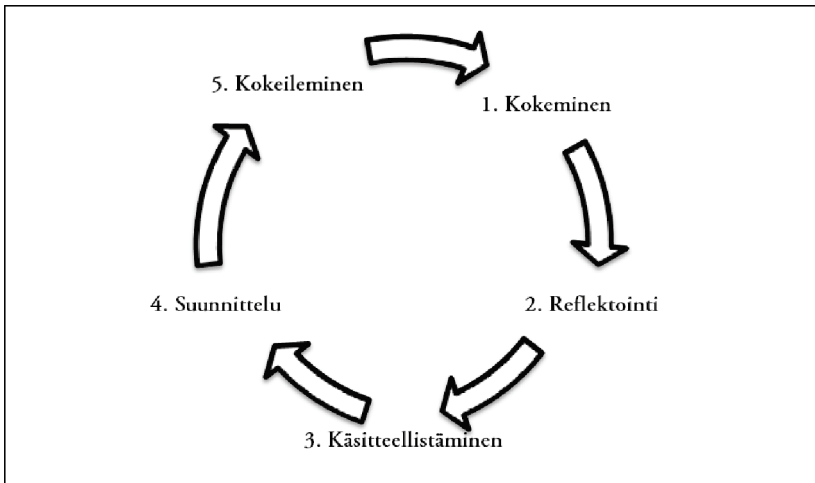 5. Kokeileminen
1. Kokeminen
4. Suunnittelu
2. Reflektointi
3. Käsitteellistäminen